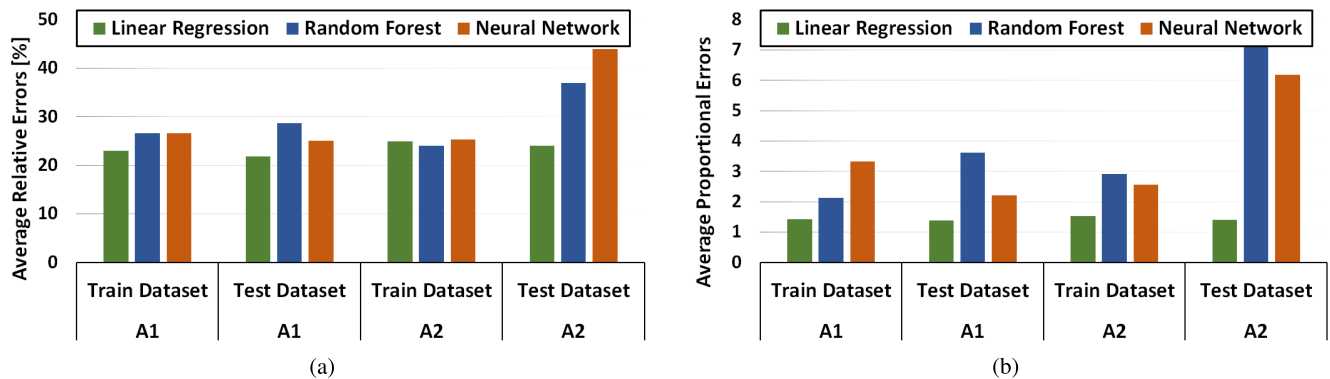 Average Relative Errors [%]
50
40
30
20
10
0
Linear Regression Random Forest Neural Network
Train Dataset Test Dataset Train Dataset Test Dataset
A1 A1 A2 A2
(a)
Average Proportional Errors
8
7
6
5
4
3
2
1
0
Linear Regression Random Forest Neural Network
Train Dataset Test Dataset Train Dataset Test Dataset
A1 A1 A2 A2
(b)